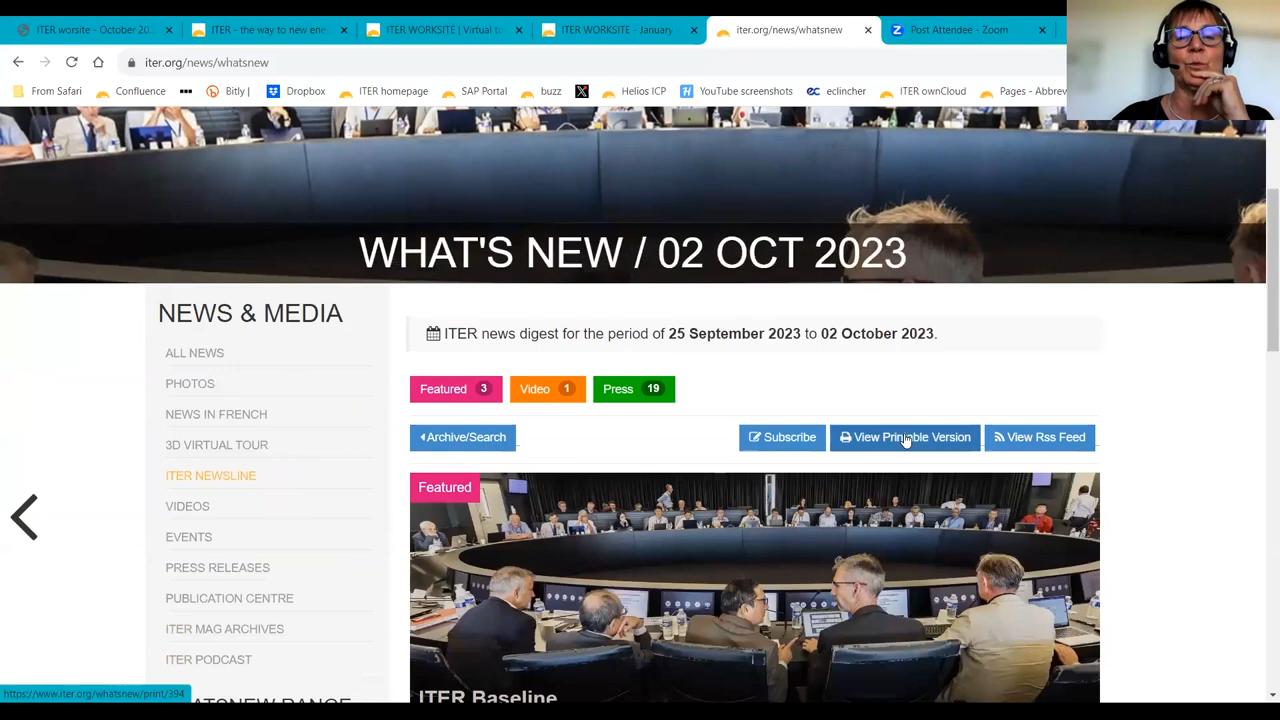 ITER worsite - October 20...
ITER - the way to new ene
ITER WORKSITE | Virtual to
ITER WORKSITE - January
iter.org/news/whatsnew
Post Attendee - Zoom
iter.org/news/whatsnew
From Safari
Confluence
Bitly |
Dropbox
ITER homepage
SAP Portal
buzz
Helios ICP
YouTube screenshots
eclincher
ITER ownCloud
Pages - Abbrev
WHAT'S NEW / 02 OCT 2023
NEWS & MEDIA
ALL NEWS
PHOTOS
NEWS IN FRENCH
3D VIRTUAL TOUR
ITER NEWSLINE
VIDEOS
EVENTS
PRESS RELEASES
PUBLICATION CENTRE
ITER MAG ARCHIVES
ITER PODCAST
ATSNEW RANGE
ITER news digest for the period of 25 September 2023 to 02 October 2023.
Featured 3
Video 1
Press 19
Archive/Search
Subscribe
View Printable Version
View Rss Feed
Featured
ITER Baseline
https://www.iter.org/whatsnew/print/394